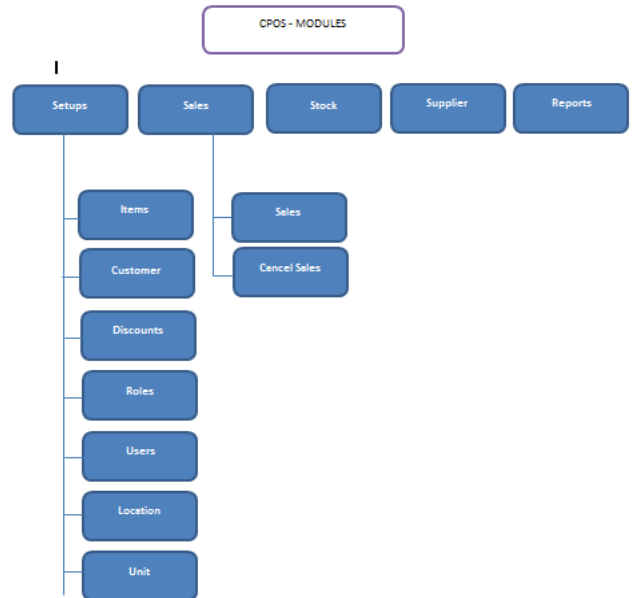 CPOS - MODULES
Setups
Sales
Stock
Supplier
Reports
Items
Customer
Discounts
Roles
Users
Location
Unit
Sales
Cancel Sales